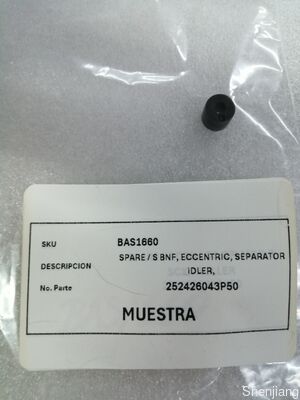 SKU BAS1660
DESCRIPCION SPARE / S BNF, ECCENTRIC, SEPARATOR
IDLER,
No. Parte 252426043P50
MUESTRA
Shenjiang